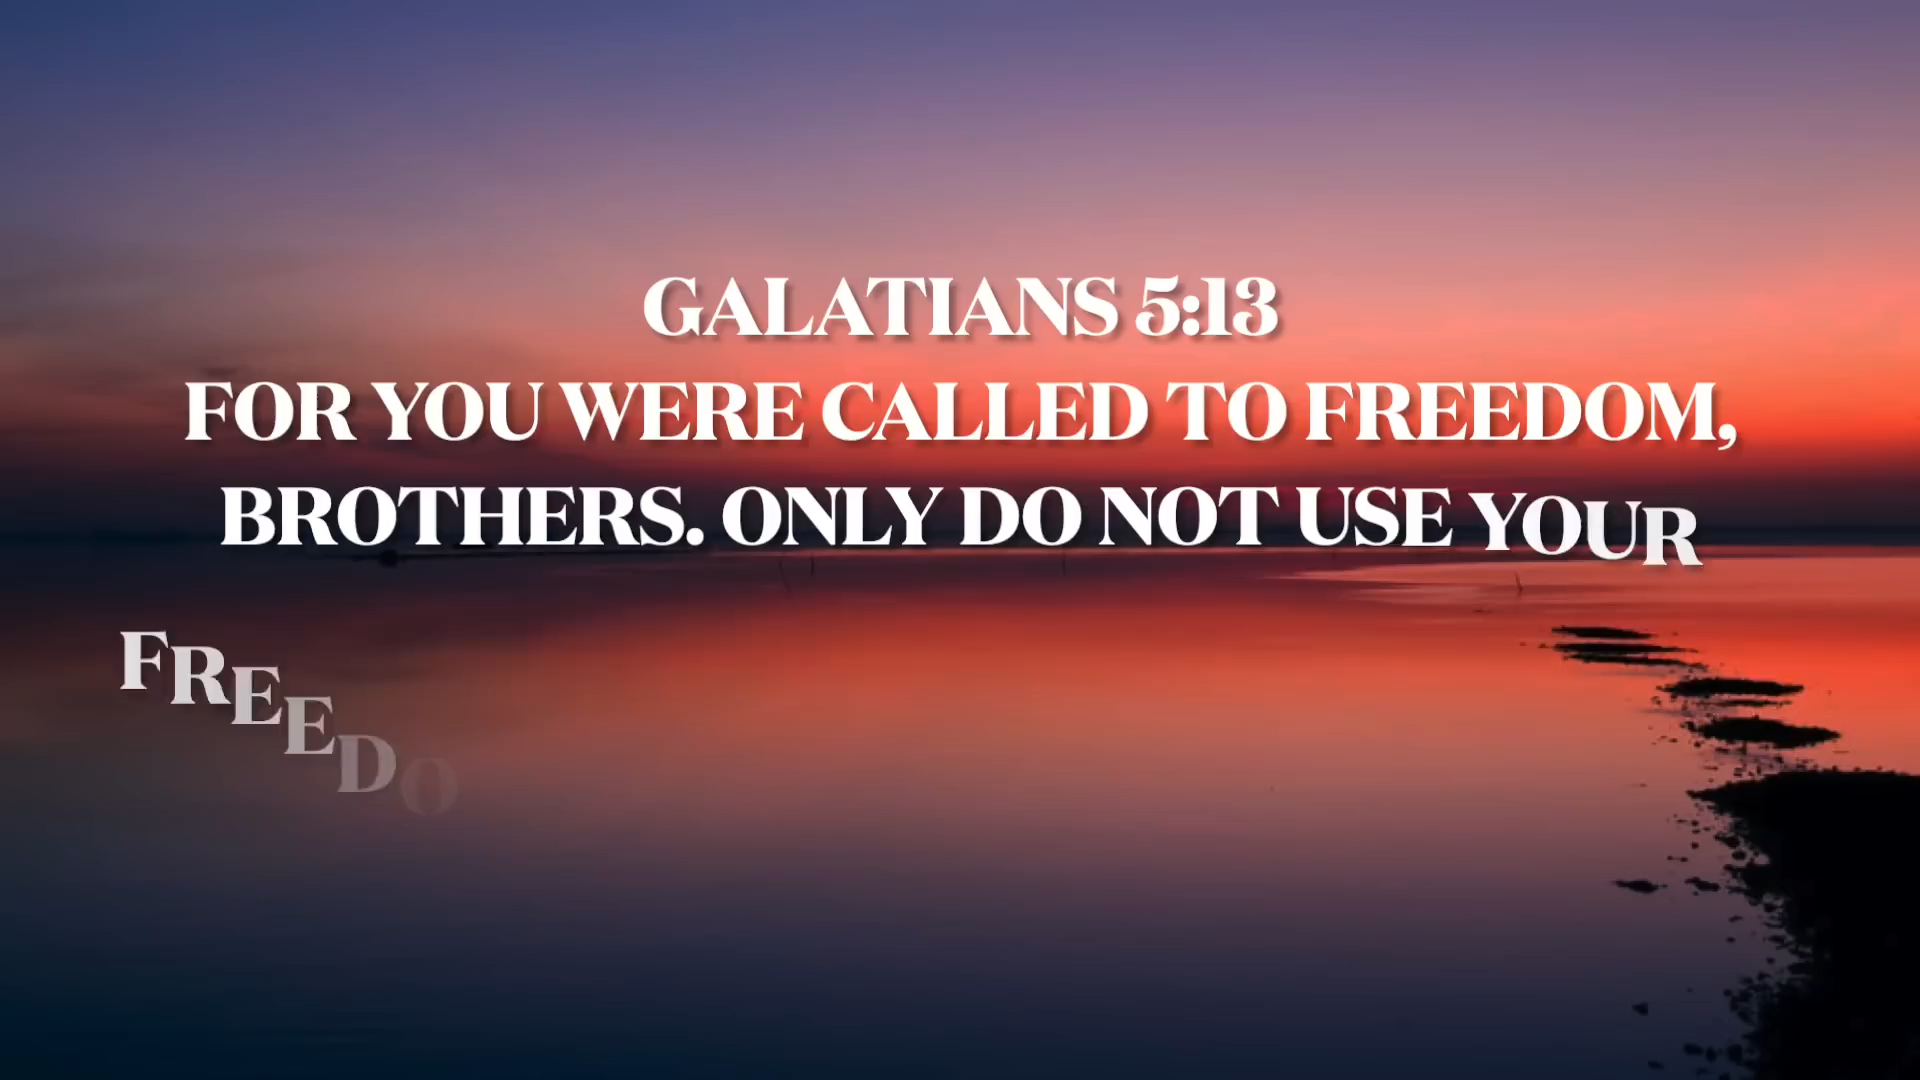 GALATIANS 5:13
FOR YOU WERE CALLED TO FREEDOM,
BROTHERS. ONLY DO NOT USE YOUR
FREEDO